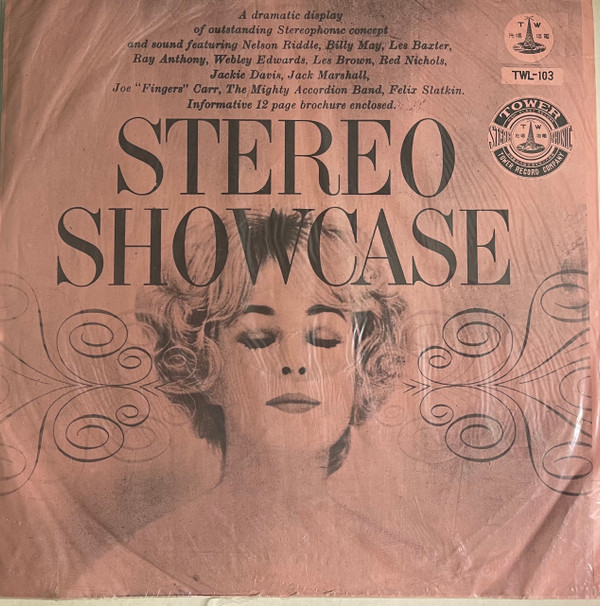 A dramatic display
of outstanding Stereophonic concept
and sound featuring Nelson Riddle, Billy May, Les Baxter,
Ray Anthony, Webley Edwards, Les Brown, Red Nichols,
Jackie Davis, Jack Marshall,
Joe "Fingers" Carr, The Mighty Accordion Band, Felix Slatkin.
Informative 12 page brochure enclosed.
STEREO
SHOWCASE
T W
TWL-103
TOWER
T W
TOWER RECORD COMPANY